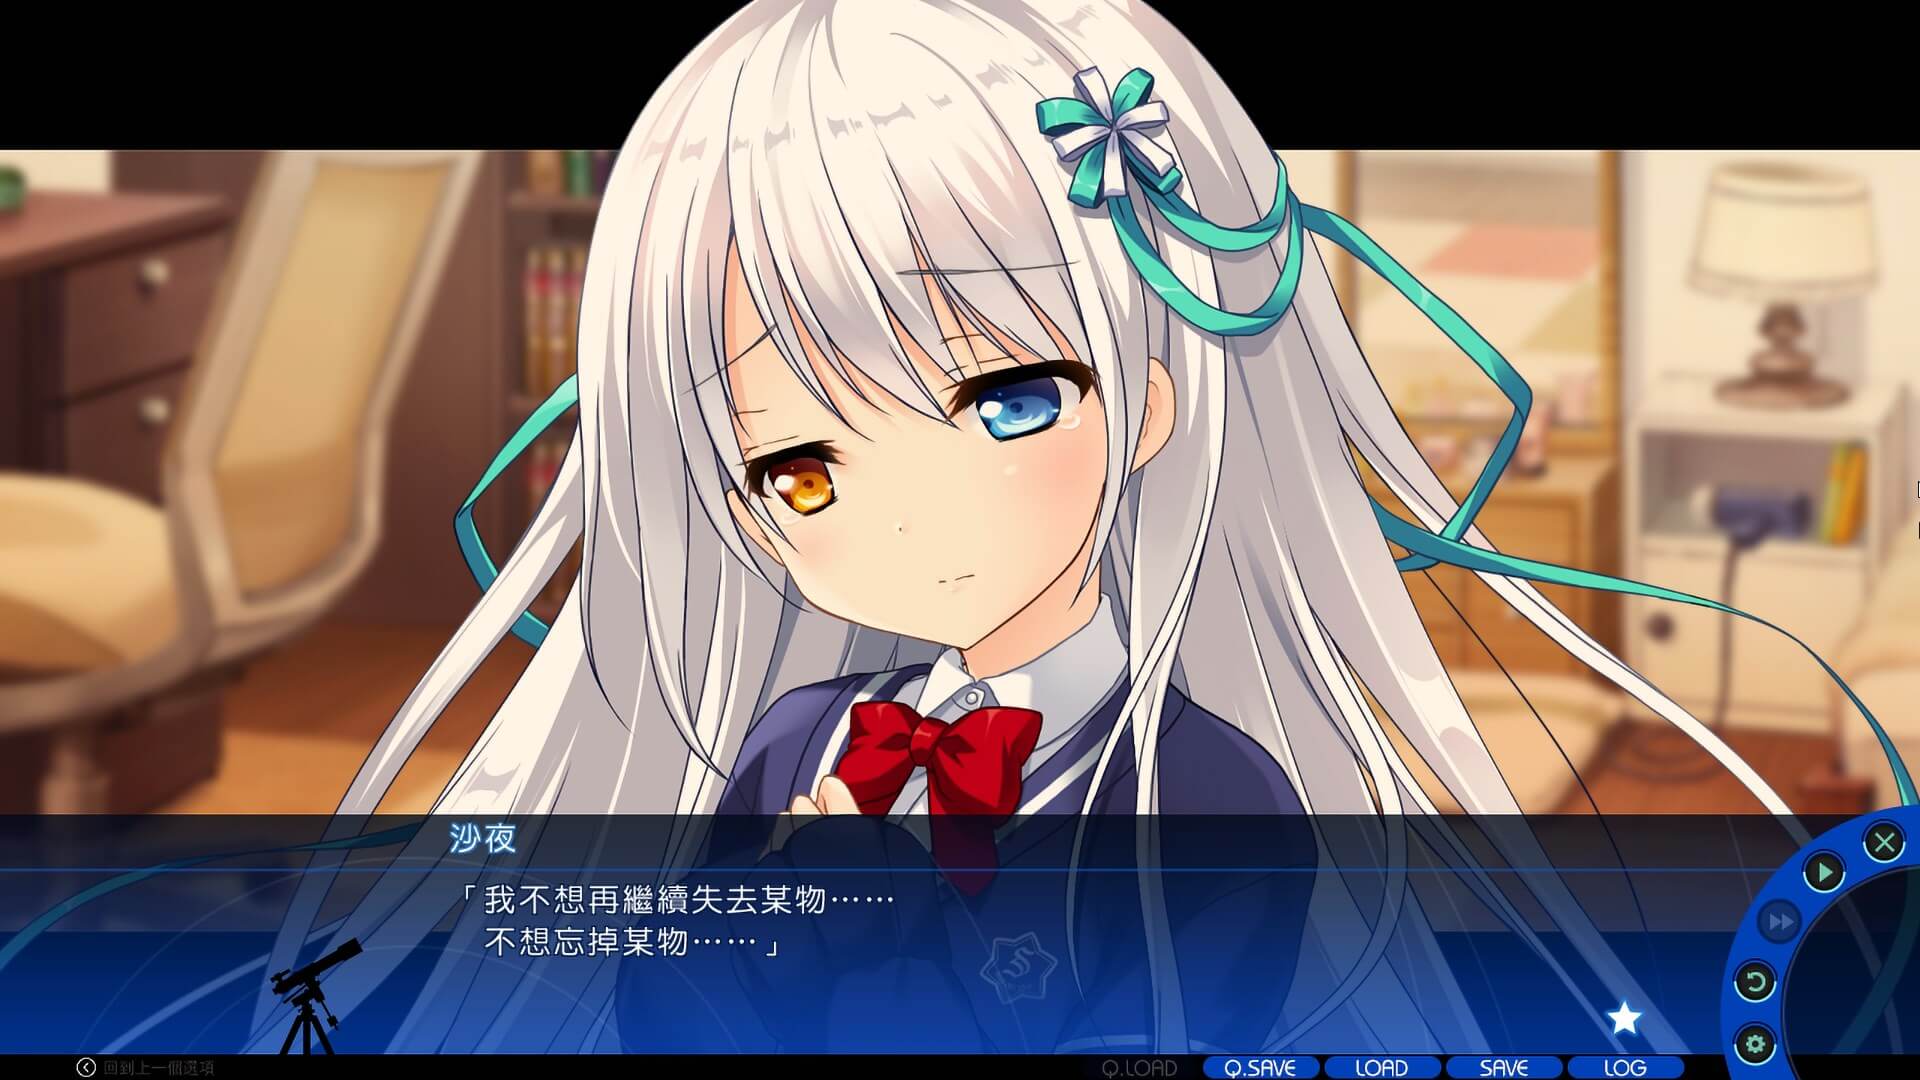 沙夜
「我不想再繼續失去某物……
不想忘掉某物……」
回到上一個選項
Q.LOAD
Q.SAVE
LOAD
SAVE
LOG